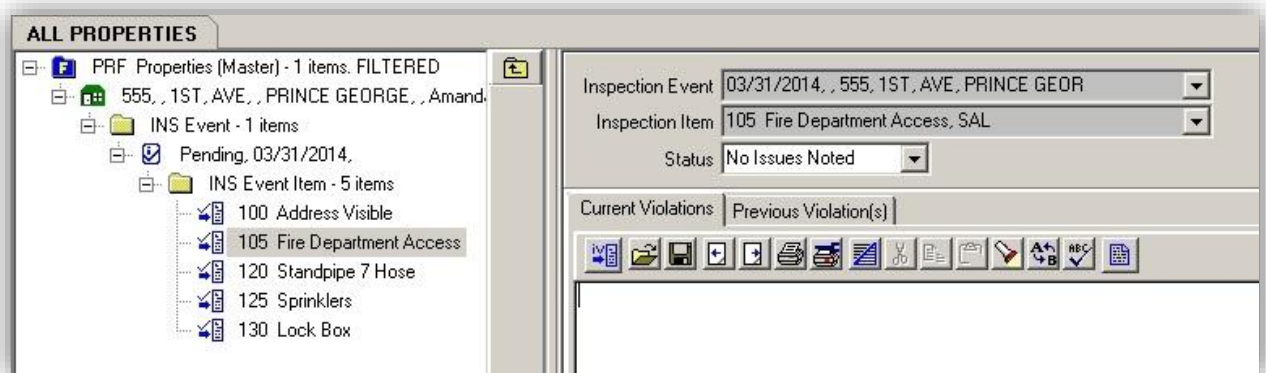 ALL PROPERTIES
PRF Properties (Master) - 1 items. FILTERED
555, , 1ST, AVE, , PRINCE GEORGE, , Amand
INS Event - 1 items
Pending, 03/31/2014,
INS Event Item - 5 items
100 Address Visible
105 Fire Department Access
120 Standpipe 7 Hose
125 Sprinklers
130 Lock Box
Inspection Event 03/31/2014, , 555, 1ST, AVE, PRINCE GEOR
Inspection Item 105 Fire Department Access, SAL
Status No Issues Noted
Current Violations Previous Violation(s)